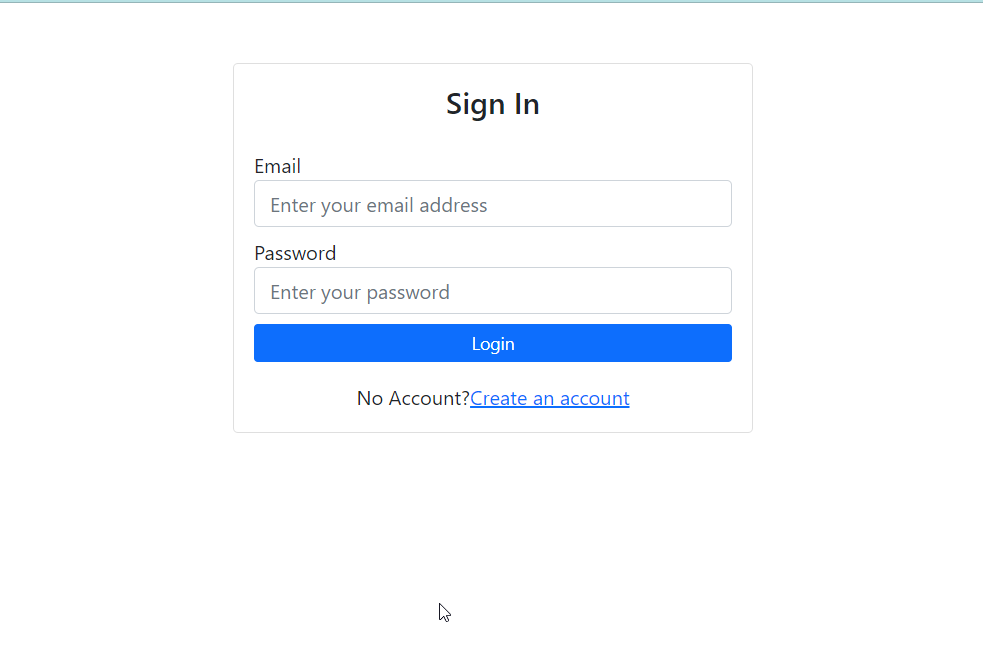 Sign In
Email
Enter your email address
Password
Enter your password
Login
No Account?Create an account